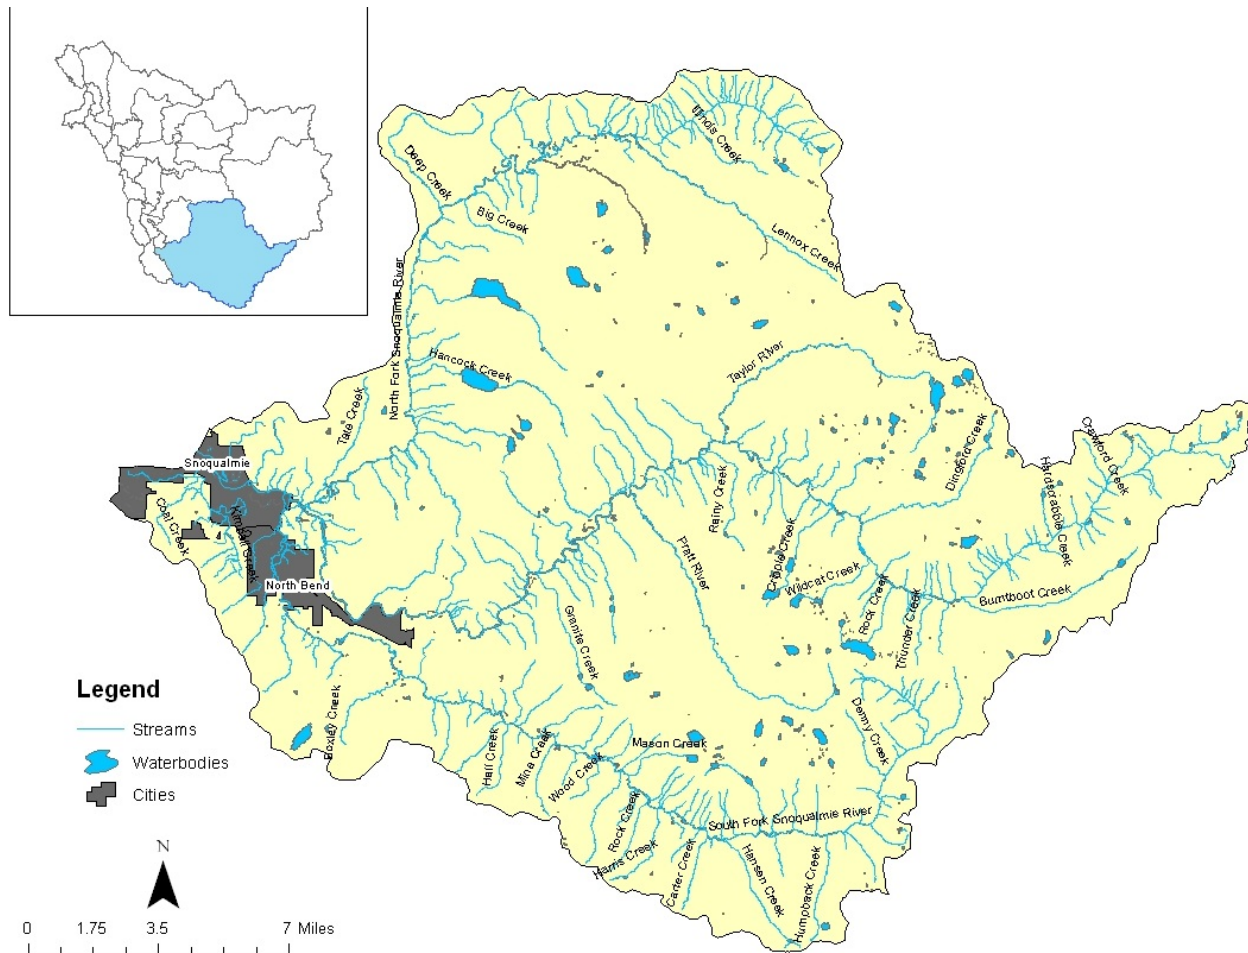 Illinois Creek
Deep Creek
Big Creek
Lennox Creek
North Fork Snoqualmie River
Hancock Creek
Taylor River
Tate Creek
Crawford Creek
Dingford Creek
Snoqualmie
Hardscrabble Creek
Rainy Creek
Coal Creek
Kimball Creek
Cripple Creek
Pratt River
North Bend
Wildcat Creek
Burntboot Creek
Rock Creek
Granite Creek
Thunder Creek
Legend
Streams
Waterbodies
Cities
Boxley Creek
Denny Creek
Hall Creek
Mine Creek
Mason Creek
Wood Creek
Rock Creek
South Fork Snoqualmie River
Harris Creek
Carter Creek
Hansen Creek
Humpback Creek
N
0 1.75 3.5 7 Miles